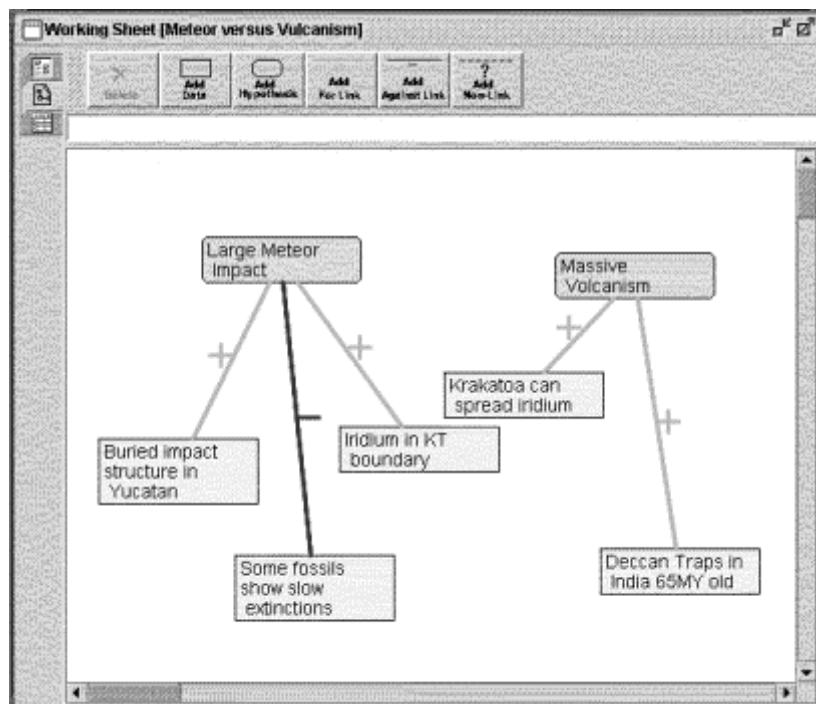 Working Sheet [Meteor versus Vulcanism]
Delete
Add
Data
Add
Hypothesis
Add
For Link
Add
Against Link
?
Add
Non-Link
Large Meteor
Impact
Massive
Volcanism
+
+
+
Krakatoa can
spread iridium
Buried impact
structure in
Yucatan
–
Iridium in KT
boundary
+
Some fossils
show slow
extinctions
Deccan Traps in
India 65MY old